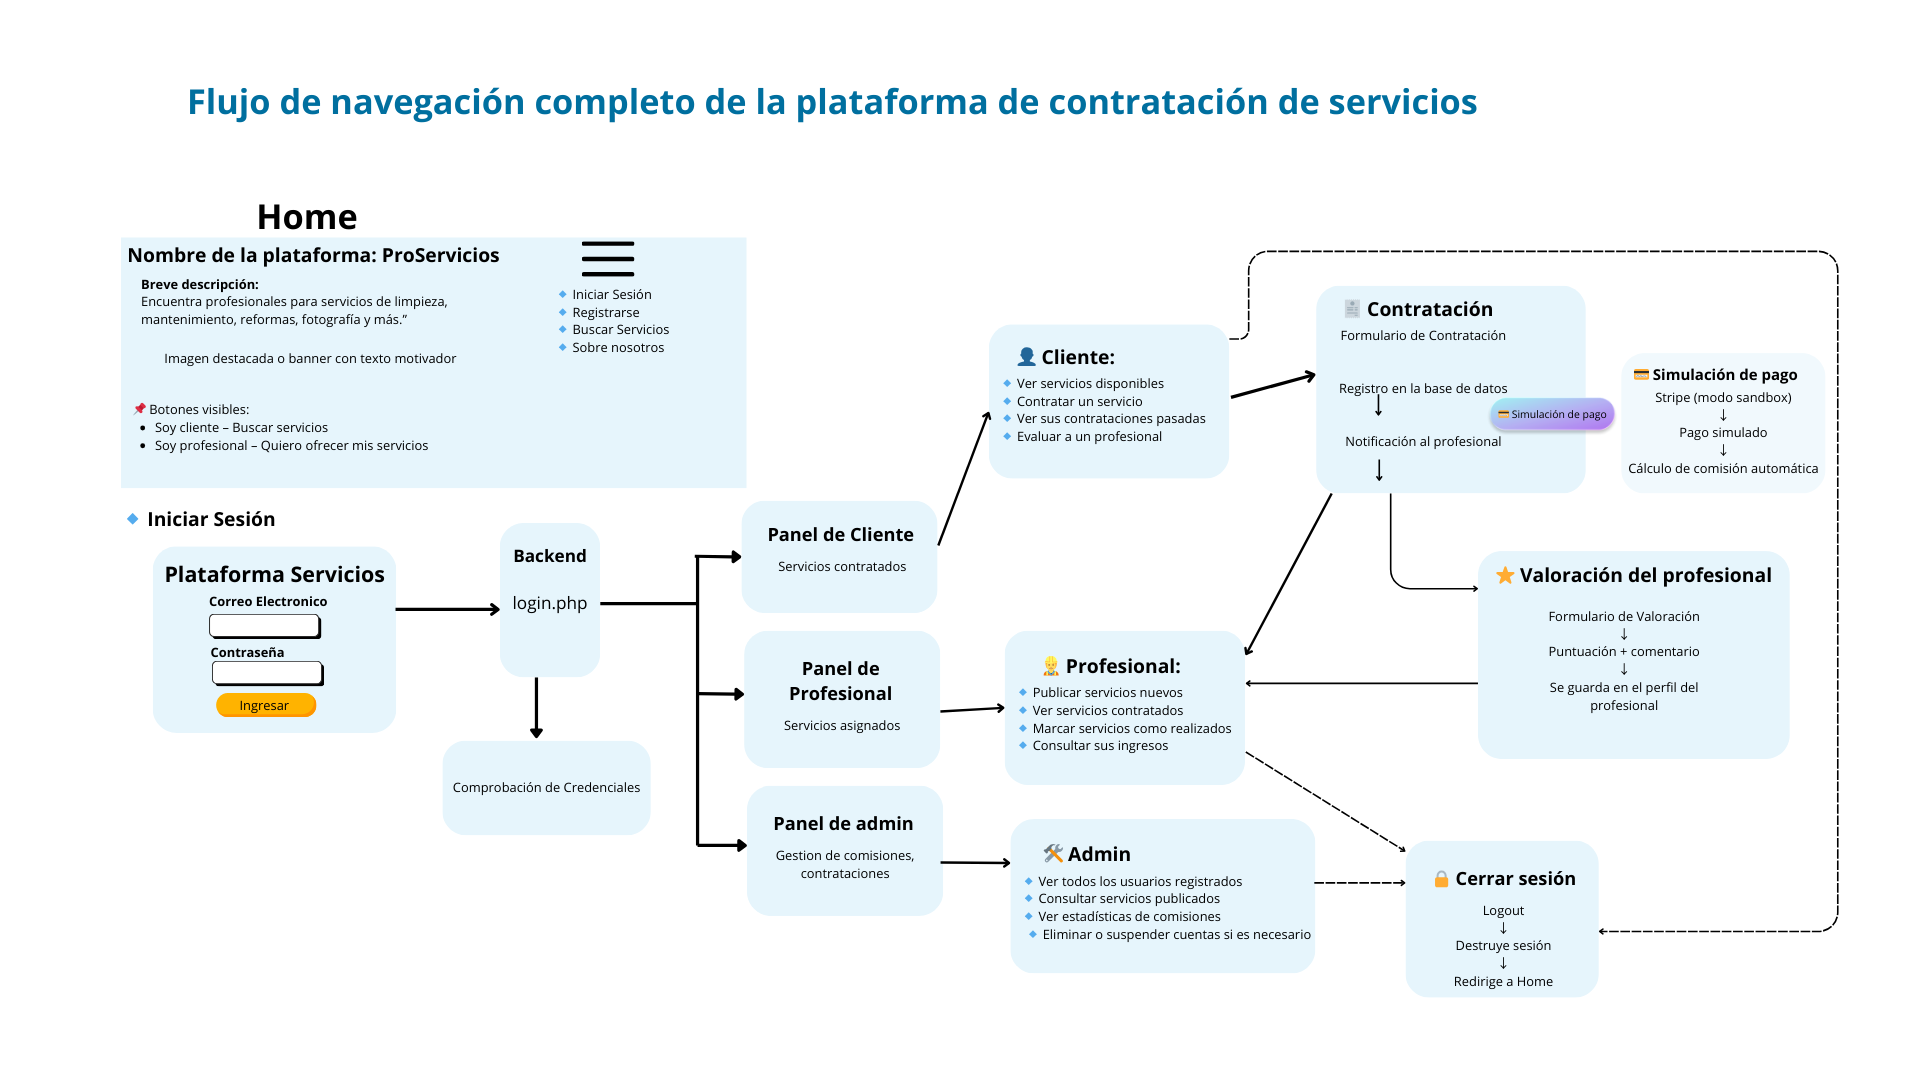 Flujo de navegación completo de la plataforma de contratación de servicios
Home
Nombre de la plataforma: ProServicios
Breve descripción:
Encuentra profesionales para servicios de limpieza,
mantenimiento, reformas, fotografía y más.”
Imagen destacada o banner con texto motivador
Botones visibles:
Soy cliente – Buscar servicios
Soy profesional – Quiero ofrecer mis servicios
Iniciar Sesión
Registrarse
Buscar Servicios
Sobre nosotros
Iniciar Sesión
Plataforma Servicios
Correo Electronico
Contraseña
Ingresar
Backend
login.php
Comprobación de Credenciales
Panel de Cliente
Servicios contratados
Panel de
Profesional
Servicios asignados
Panel de admin
Gestion de comisiones,
contrataciones
Cliente:
Ver servicios disponibles
Contratar un servicio
Ver sus contrataciones pasadas
Evaluar a un profesional
Profesional:
Publicar servicios nuevos
Ver servicios contratados
Marcar servicios como realizados
Consultar sus ingresos
Admin
Ver todos los usuarios registrados
Consultar servicios publicados
Ver estadísticas de comisiones
Eliminar o suspender cuentas si es necesario
Contratación
Formulario de Contratación
Registro en la base de datos
Notificación al profesional
Simulación de pago
Simulación de pago
Stripe (modo sandbox)
↓
Pago simulado
↓
Cálculo de comisión automática
Valoración del profesional
Formulario de Valoración
↓
Puntuación + comentario
↓
Se guarda en el perfil del
profesional
Cerrar sesión
Logout
↓
Destruye sesión
↓
Redirige a Home